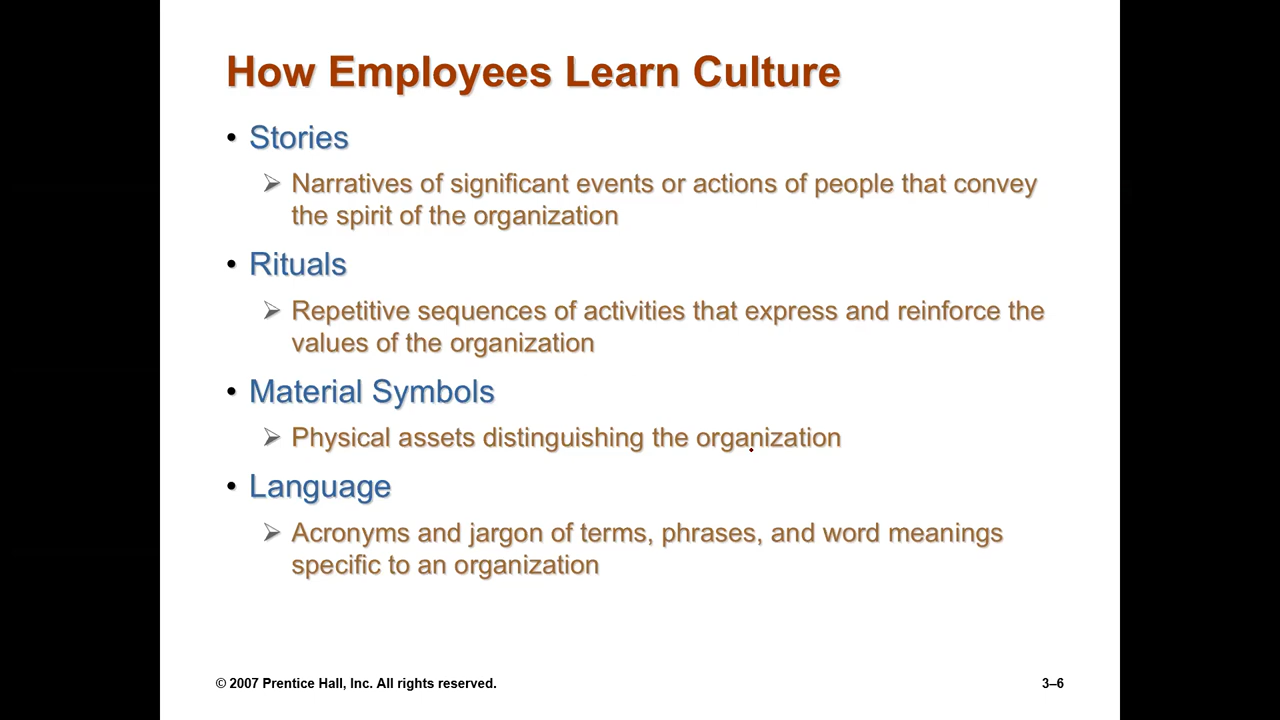 How Employees Learn Culture
• Stories
➢ Narratives of significant events or actions of people that convey
the spirit of the organization
• Rituals
➢ Repetitive sequences of activities that express and reinforce the
values of the organization
• Material Symbols
➢ Physical assets distinguishing the organization
• Language
➢ Acronyms and jargon of terms, phrases, and word meanings
specific to an organization
© 2007 Prentice Hall, Inc. All rights reserved.
3–6